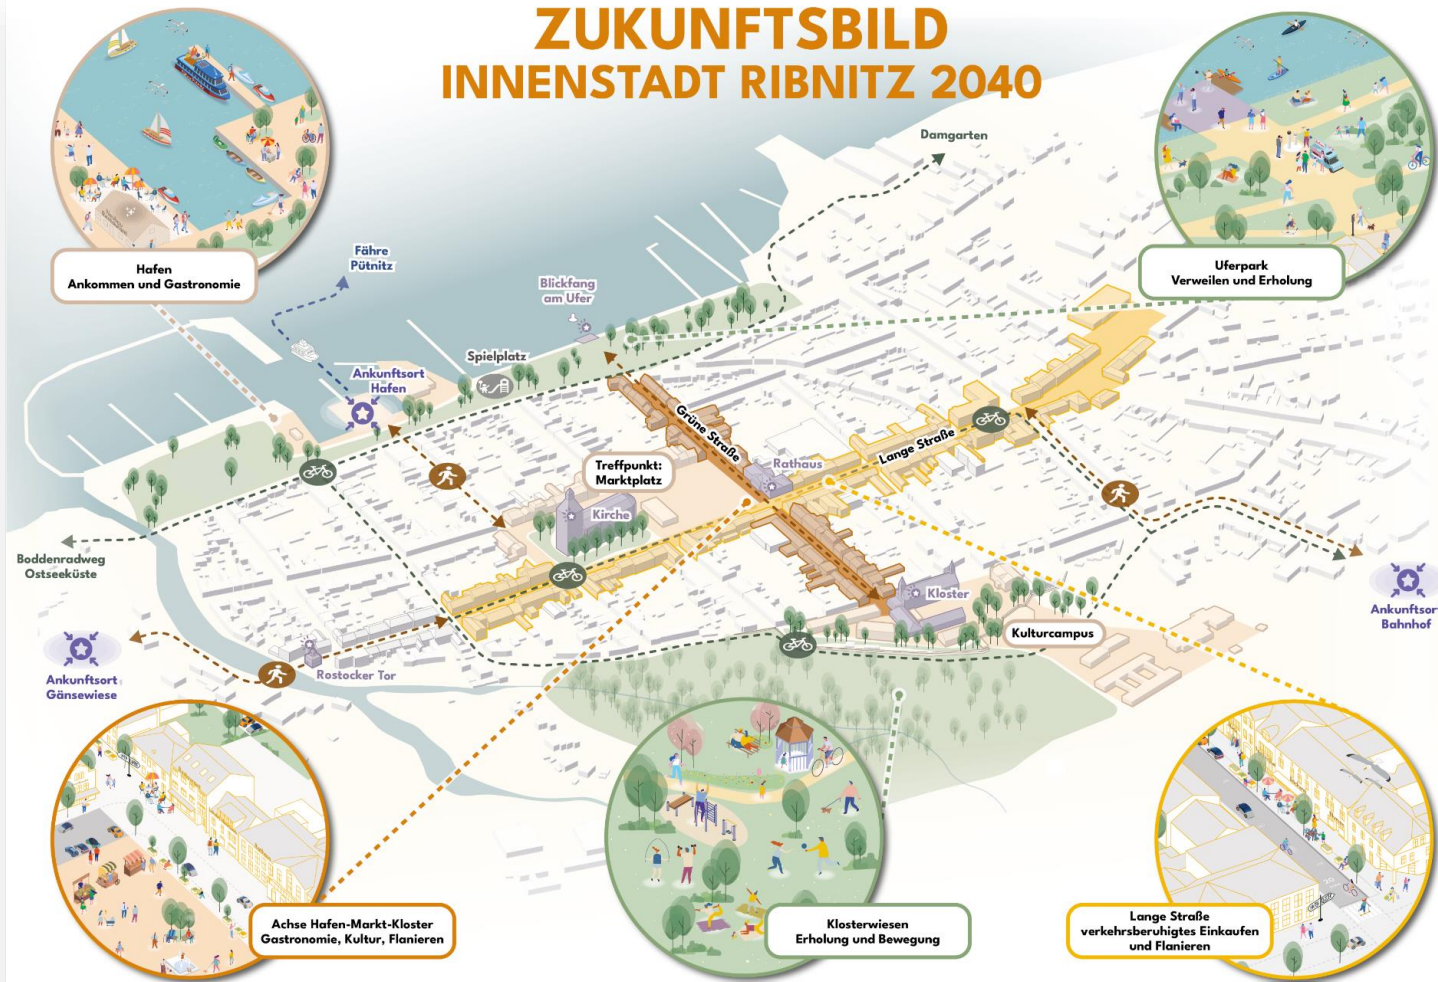 ZUKUNFTSBILD
INNENSTADT RIBNITZ 2040
Damgarten
Hafen
Ankommen und Gastronomie
Fähre
Pütnitz
Blickfang
am Ufer
Uferpark
Verweilen und Erholung
Spielplatz
Ankunftsort
Hafen
Grüne Straße
Lange Straße
Treffpunkt:
Marktplatz
Rathaus
Kirche
Boddenradweg
Ostseeküste
Kloster
Ankunftsor
Bahnhof
Kulturcampus
Rostocker Tor
Ankunftsort
Gänsewiese
Achse Hafen-Markt-Kloster
Gastronomie, Kultur, Flanieren
Klosterwiesen
Erholung und Bewegung
Lange Straße
verkehrsberuhigtes Einkaufen
und Flanieren